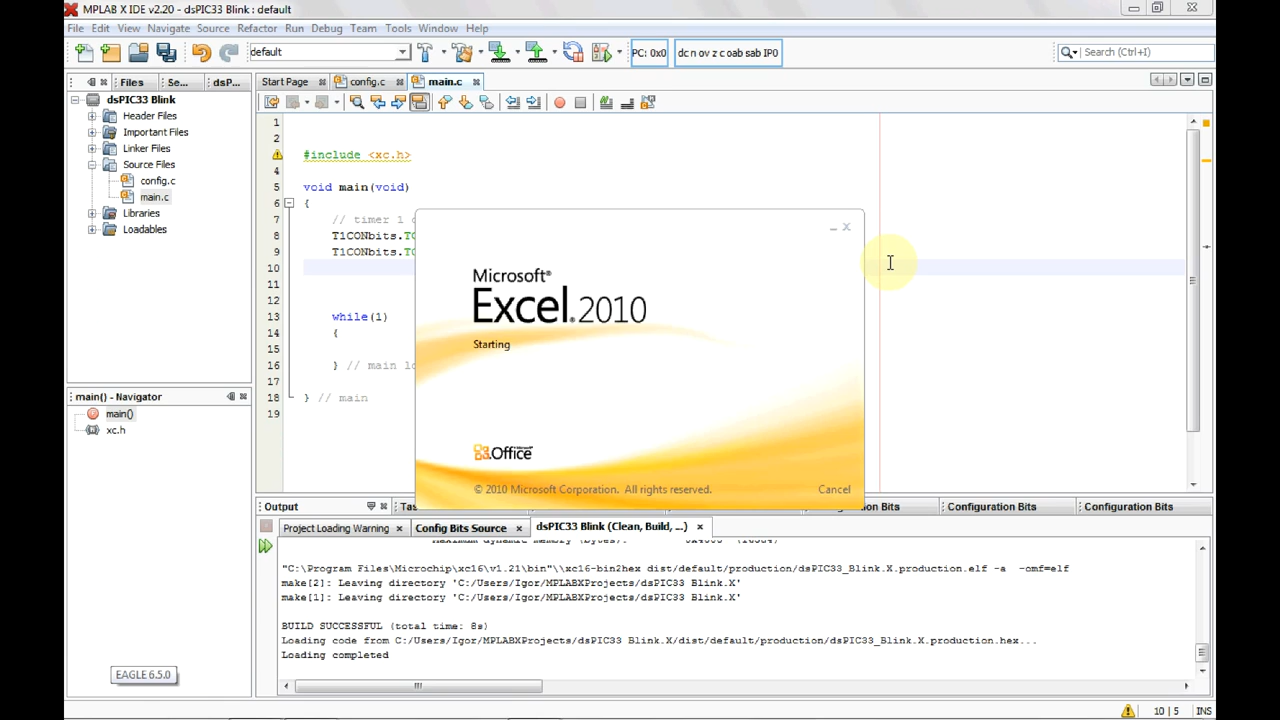 MPLAB X IDE v2.20 - dsPIC33 Blink : default
File Edit View Navigate Source Refactor Run Debug Team Tools Window Help
default PC: 0x0 dc n ov z c oab sab IP0 Search (Ctrl+I)
Files Se... dsP... Start Page config.c main.c
dsPIC33 Blink
Header Files
Important Files
Linker Files
Source Files
config.c
main.c
Libraries
Loadables
1
2
3 #include <xc.h>
4
5 void main(void)
6 {
7 // timer 1 c
8 T1CONbits.TC
9 T1CONbits.TC
10
11
12
13 while(1)
14 {
15
16 } // main lo
17
18 } // main
19
Microsoft®
Excel® 2010
Starting
Microsoft®
Office
© 2010 Microsoft Corporation. All rights reserved. Cancel
main() - Navigator
main()
xc.h
EAGLE 6.5.0
Output Tas Configuration Bits Configuration Bits
Project Loading Warning Config Bits Source dsPIC33 Blink (Clean, Build, ...)
"C:\Program Files\Microchip\xc16\v1.21\bin"\\xc16-bin2hex dist/default/production/dsPIC33_Blink.X.production.elf -a -omf=elf
make[2]: Leaving directory 'C:/Users/Igor/MPLABXProjects/dsPIC33 Blink.X'
make[1]: Leaving directory 'C:/Users/Igor/MPLABXProjects/dsPIC33 Blink.X'
BUILD SUCCESSFUL (total time: 8s)
Loading code from C:/Users/Igor/MPLABXProjects/dsPIC33 Blink.X/dist/default/production/dsPIC33_Blink.X.production.hex...
Loading completed
10 | 5 INS